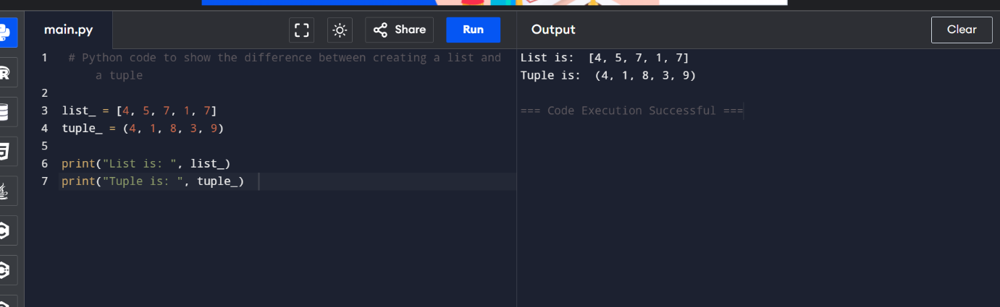 main.py
Share
Run
Output
Clear
1 # Python code to show the difference between creating a list and
a tuple
2
3 list_ = [4, 5, 7, 1, 7]
4 tuple_ = (4, 1, 8, 3, 9)
5
6 print("List is: ", list_)
7 print("Tuple is: ", tuple_)
List is:  [4, 5, 7, 1, 7]
Tuple is:  (4, 1, 8, 3, 9)
=== Code Execution Successful ===